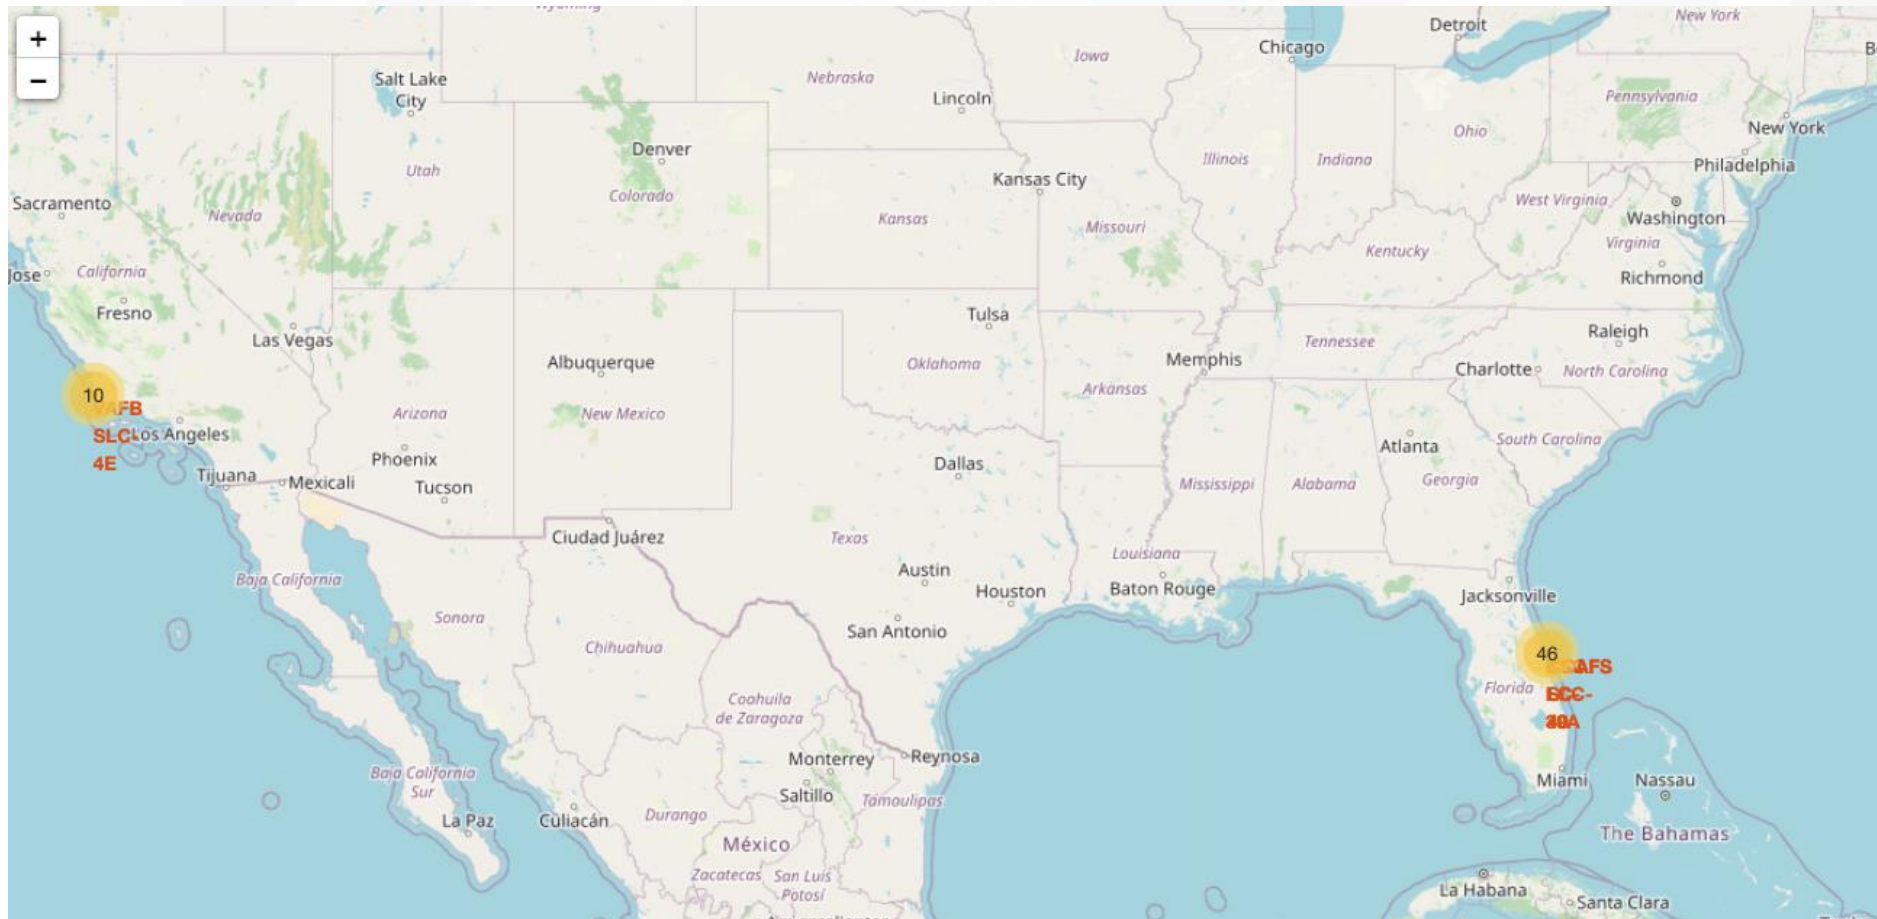 Wyoming
+
−
Detroit
New York
Chicago
Iowa
Salt Lake
City
Nebraska
Lincoln
Pennsylvania
New York
Ohio
Denver
Illinois
Indiana
Philadelphia
Utah
Kansas City
Colorado
West Virginia
Sacramento
Nevada
Kansas
Missouri
Washington
Virginia
Kentucky
Jose
California
Richmond
Fresno
Tulsa
Las Vegas
Raleigh
Tennessee
Albuquerque
Oklahoma
Memphis
Charlotte
North Carolina
10
Arkansas
AFB
Arizona
New Mexico
SLC-
Los Angeles
4E
South Carolina
Atlanta
Phoenix
Dallas
Tijuana
Mexicali
Tucson
Mississippi
Alabama
Georgia
Ciudad Juárez
Texas
Louisiana
Austin
Baja California
Houston
Baton Rouge
Jacksonville
Sonora
San Antonio
Chihuahua
46
AFS
Florida
Coahuila
de Zaragoza
Monterrey
Reynosa
Baja California
Sur
Miami
Nassau
Saltillo
Tamaulipas
La Paz
Culiacán
Durango
The Bahamas
México
Zacatecas
San Luis
Potosí
La Habana
Santa Clara